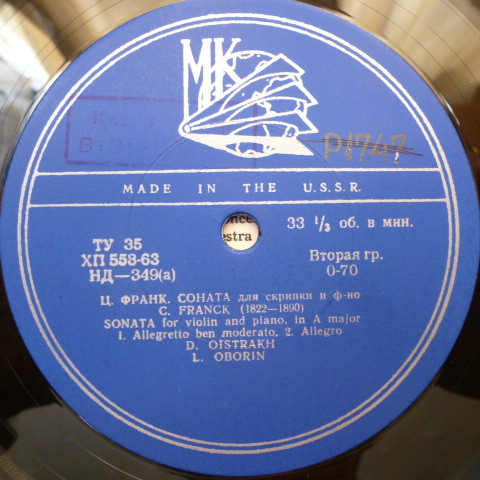 МК
P1747
MADE IN THE U.S.S.R.
33 1/3 об. в мин.
ТУ 35
ХП 558-63
НД—349(а)
Вторая гр.
0-70
Ц. ФРАНК. СОНАТА для скрипки и ф-но
C. FRANCK (1822—1890)
SONATA for violin and piano, in A major
1. Allegretto ben moderato, 2. Allegro
D. OISTRAKH
L. OBORIN